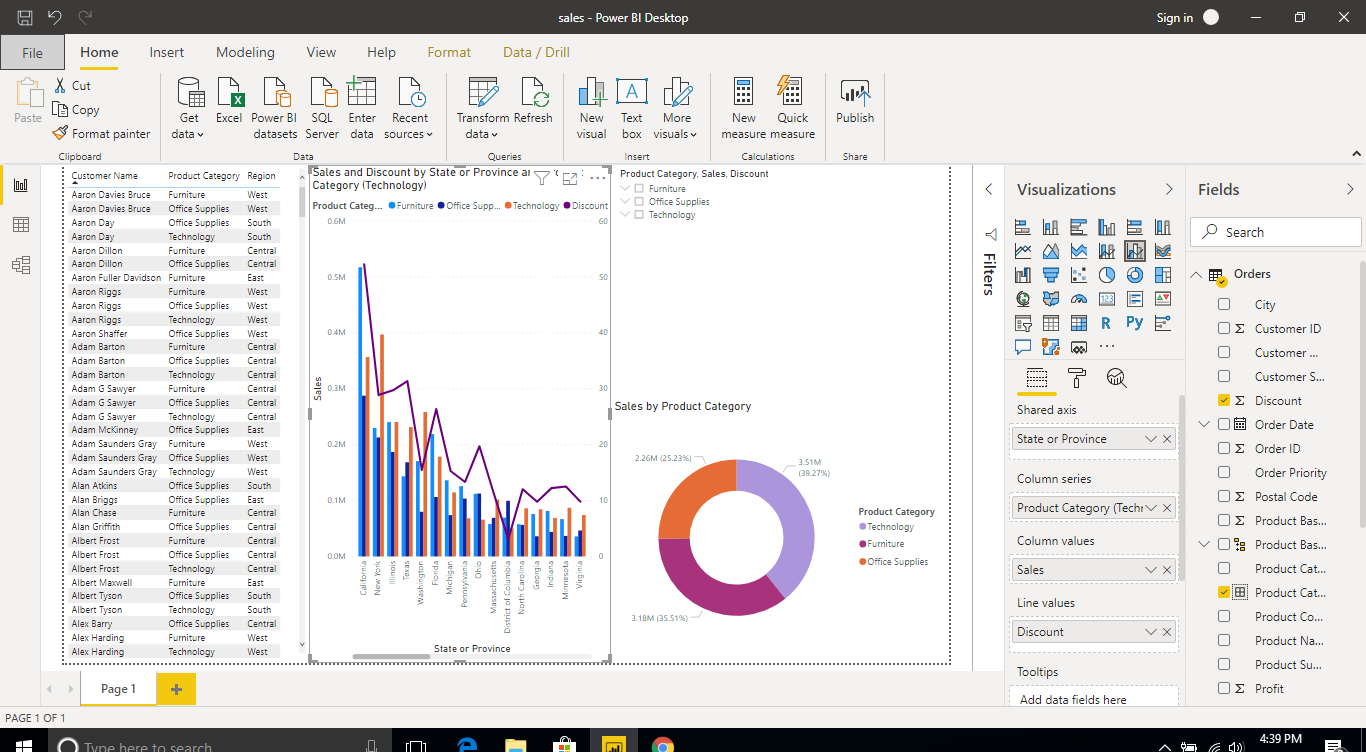 sales - Power BI Desktop
Sign in
File
Home
Insert
Modeling
View
Help
Format
Data / Drill
Paste
Cut
Copy
Format painter
Clipboard
Get data
Excel
Power BI datasets
SQL Server
Enter data
Recent sources
Data
Transform data
Refresh
Queries
New visual
Text box
More visuals
Insert
New measure
Quick measure
Calculations
Publish
Share
Customer Name Product Category Region
Aaron Davies Bruce Furniture West
Aaron Davies Bruce Office Supplies West
Aaron Day Office Supplies South
Aaron Day Technology South
Aaron Dillon Furniture Central
Aaron Dillon Office Supplies Central
Aaron Fuller Davidson Furniture East
Aaron Riggs Furniture West
Aaron Riggs Office Supplies West
Aaron Riggs Technology West
Aaron Shaffer Office Supplies West
Adam Barton Furniture Central
Adam Barton Office Supplies Central
Adam Barton Technology Central
Adam G Sawyer Furniture Central
Adam G Sawyer Office Supplies Central
Adam G Sawyer Technology Central
Adam McKinney Office Supplies East
Adam Saunders Gray Furniture West
Adam Saunders Gray Office Supplies West
Adam Saunders Gray Technology West
Alan Atkins Office Supplies South
Alan Briggs Office Supplies East
Alan Chase Furniture Central
Alan Griffith Office Supplies Central
Albert Frost Furniture Central
Albert Frost Office Supplies Central
Albert Frost Technology Central
Albert Maxwell Furniture East
Albert Tyson Office Supplies South
Albert Tyson Technology South
Alex Barry Office Supplies Central
Alex Harding Furniture West
Alex Harding Technology West
Sales and Discount by State or Province
Category (Technology)
Product Categ... Furniture Office Supp... Technology Discount
0.6M 60
0.5M 50
0.4M 40
0.3M 30
0.2M 20
0.1M 10
0.0M 0
Sales
California
New York
Illinois
Texas
Washington
Florida
Michigan
Pennsylvania
Ohio
Massachusetts
District of Columbia
North Carolina
Georgia
Indiana
Minnesota
Virginia
State or Province
Product Category, Sales, Discount
Furniture
Office Supplies
Technology
Sales by Product Category
2.26M (25.23%)
3.51M
(39.27%)
3.18M (35.51%)
Product Category
Technology
Furniture
Office Supplies
Filters
Visualizations
123
R
Py
Shared axis
State or Province
Column series
Product Category (Techr
Column values
Sales
Line values
Discount
Tooltips
Add data fields here
Fields
Search
Orders
City
Customer ID
Customer ...
Customer S...
Discount
Order Date
Order ID
Order Priority
Postal Code
Product Bas...
Product Bas...
Product Cat...
Product Cat...
Product Co...
Product Na...
Product Su...
Profit
Page 1
PAGE 1 OF 1
Type here to search
4:39 PM